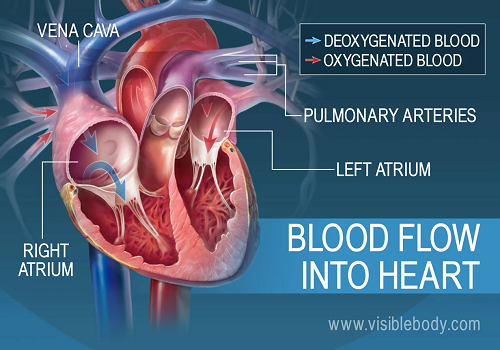 VENA CAVA
DEOXYGENATED BLOOD
OXYGENATED BLOOD
PULMONARY ARTERIES
LEFT ATRIUM
RIGHT
ATRIUM
BLOOD FLOW
INTO HEART
www.visiblebody.com